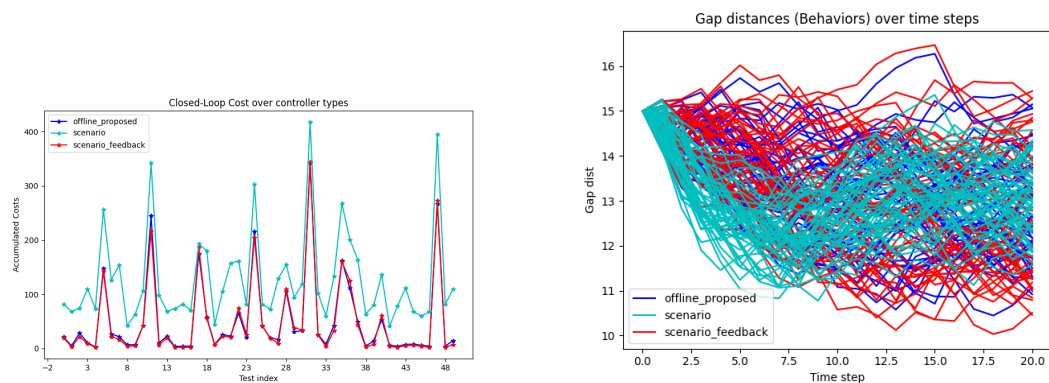 Closed-Loop Cost over controller types
offline_proposed
scenario
scenario_feedback
Accumulated Costs
400
300
200
100
0
−2 3 8 13 18 23 28 33 38 43 48
Test index
Gap distances (Behaviors) over time steps
Gap dist
16
15
14
13
12
11
10
offline_proposed
scenario
scenario_feedback
0.0 2.5 5.0 7.5 10.0 12.5 15.0 17.5 20.0
Time step